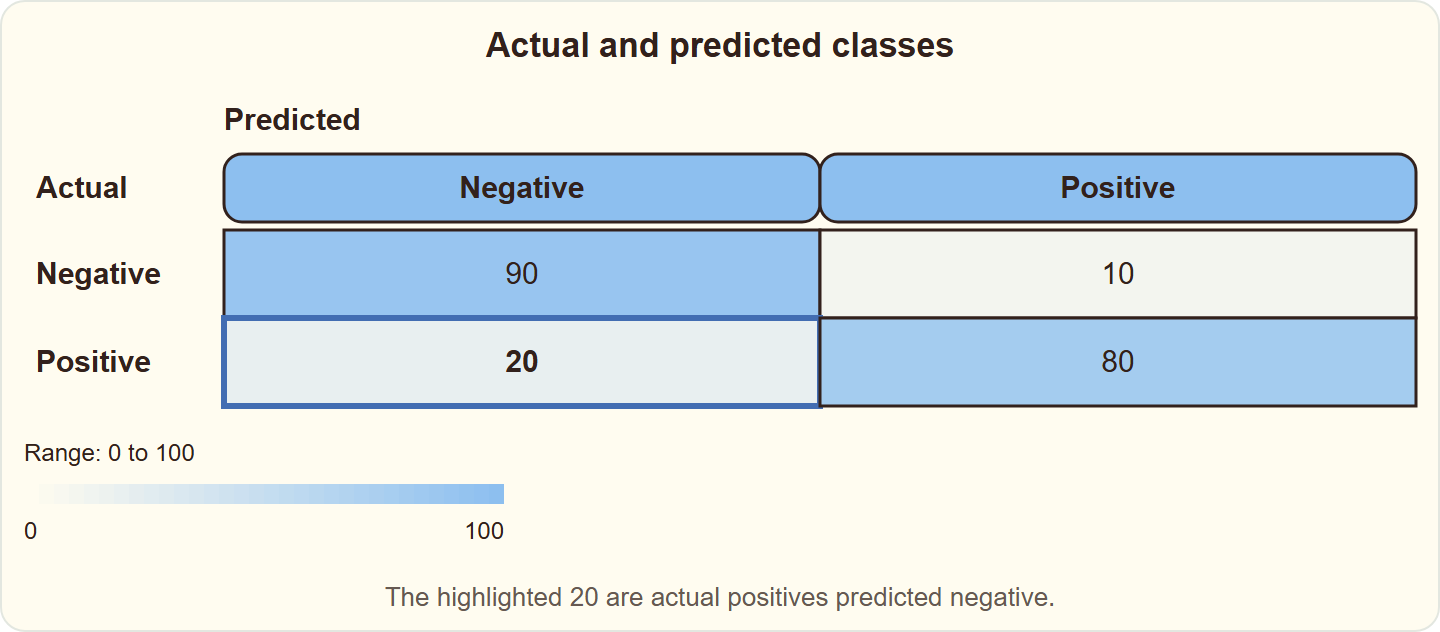 Actual and predicted classes
Predicted
Actual Negative Positive
Negative 90 10
Positive 20 80
Range: 0 to 100
0 100
The highlighted 20 are actual positives predicted negative.